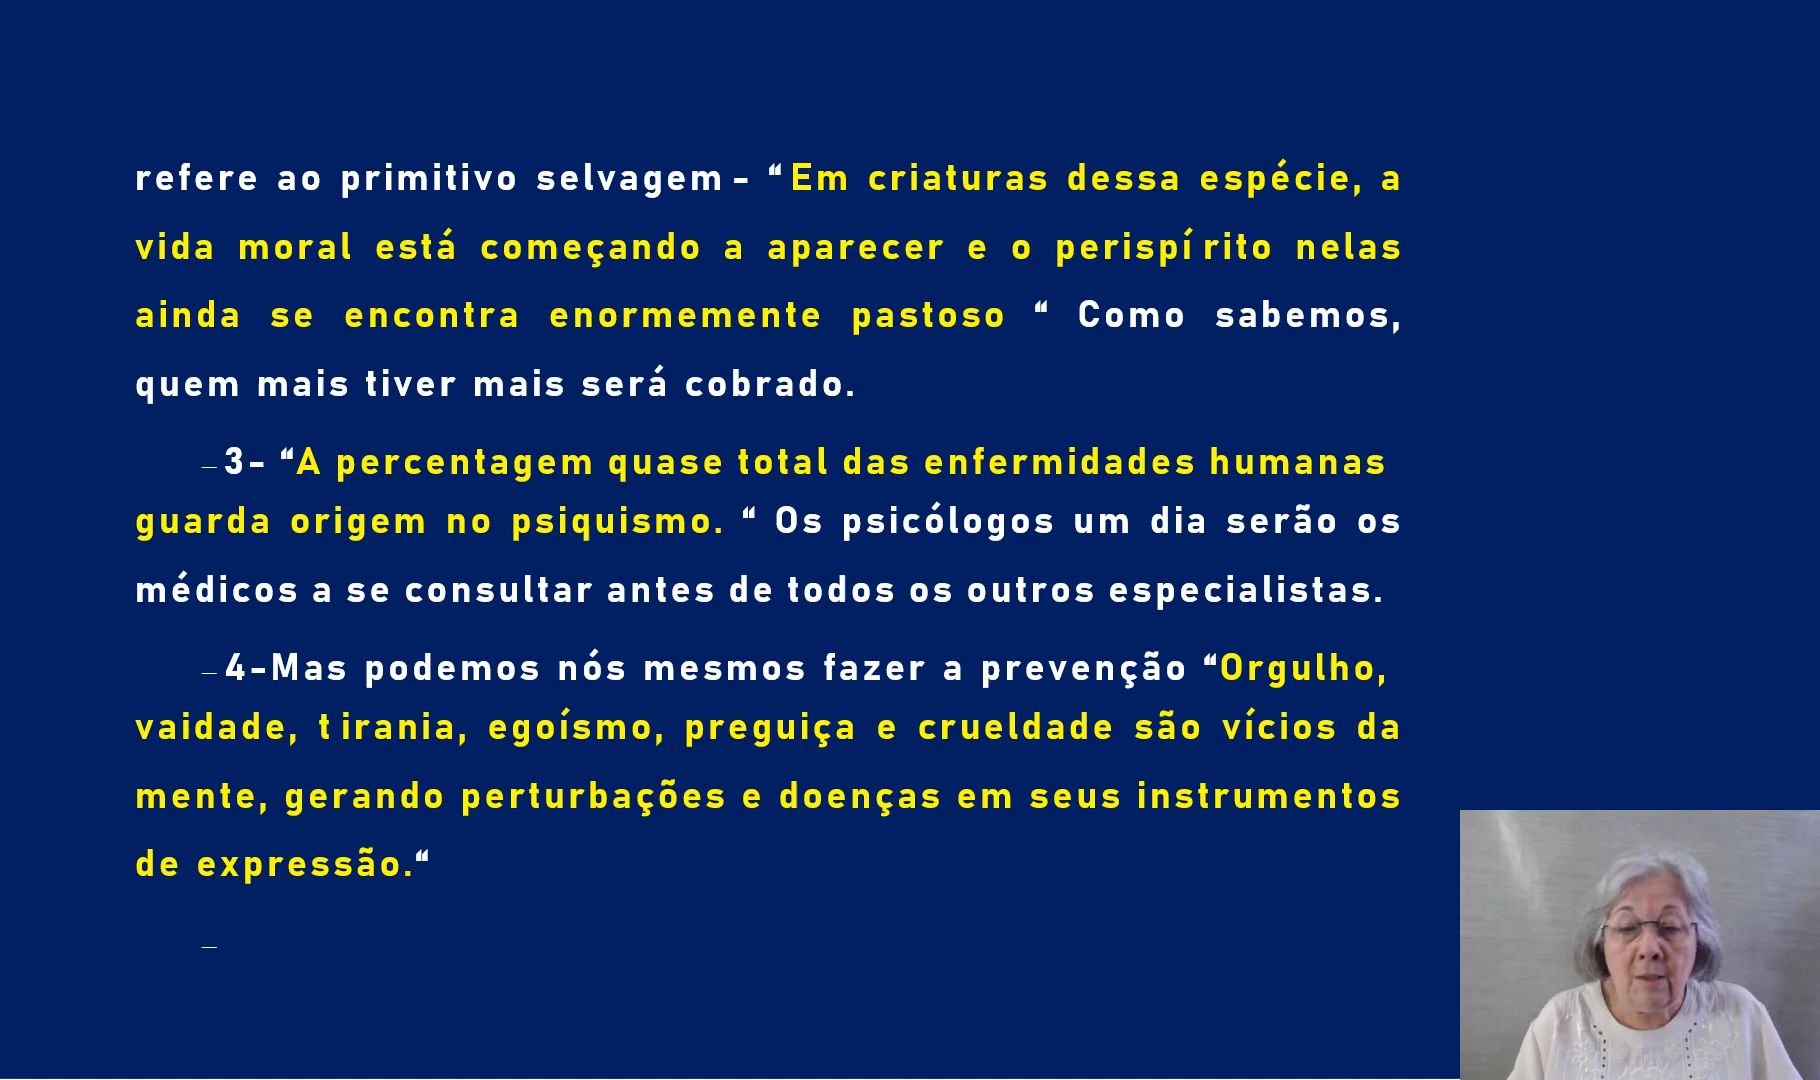 refere ao primitivo selvagem - “Em criaturas dessa espécie, a
vida moral está começando a aparecer e o perispírito nelas
ainda se encontra enormemente pastoso “ Como sabemos,
quem mais tiver mais será cobrado.
–3- “A percentagem quase total das enfermidades humanas
guarda origem no psiquismo. “ Os psicólogos um dia serão os
médicos a se consultar antes de todos os outros especialistas.
–4-Mas podemos nós mesmos fazer a prevenção “Orgulho,
vaidade, tirania, egoísmo, preguiça e crueldade são vícios da
mente, gerando perturbações e doenças em seus instrumentos
de expressão.“
–